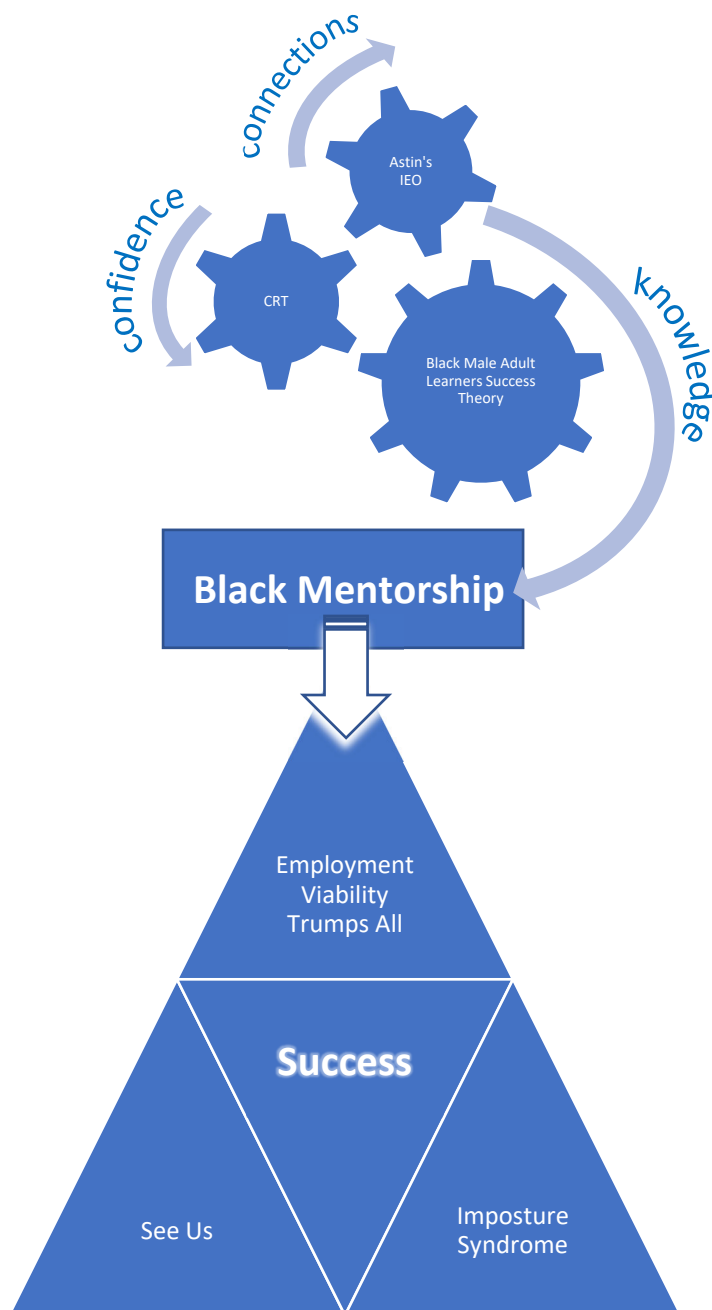 connections
Astin's
IEO
confidence
CRT
knowledge
Black Male Adult
Learners Success
Theory
Black Mentorship
Employment
Viability
Trumps All
Success
See Us
Imposture
Syndrome